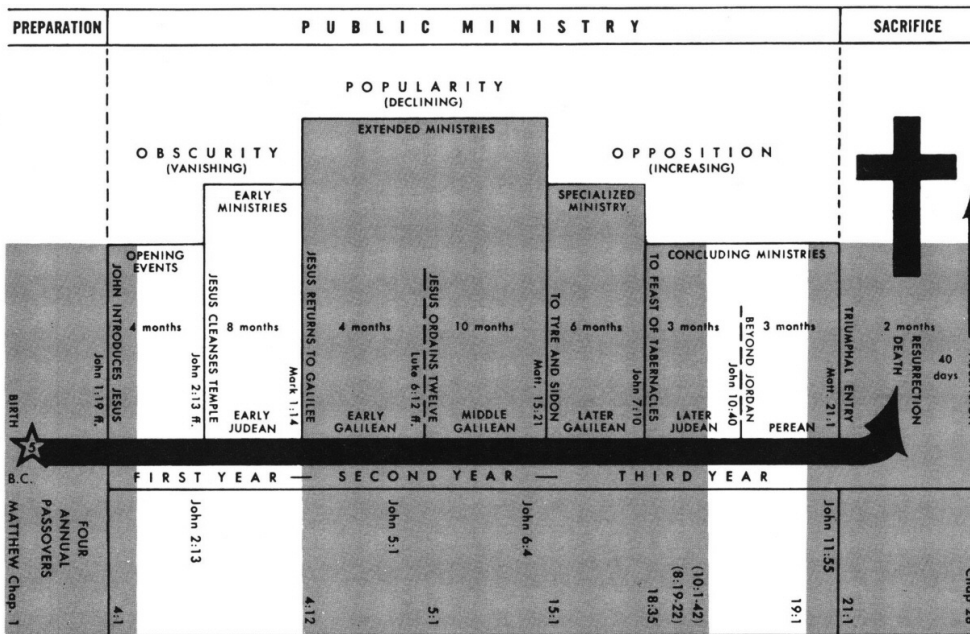 PREPARATION
PUBLIC MINISTRY
SACRIFICE
POPULARITY
(DECLINING)
EXTENDED MINISTRIES
OBSCURITY
(VANISHING)
OPPOSITION
(INCREASING)
EARLY
MINISTRIES
SPECIALIZED
MINISTRY
OPENING
EVENTS
CONCLUDING MINISTRIES
JOHN INTRODUCES JESUS
John 1:19 ff.
4 months
JESUS CLEANSES TEMPLE
John 2:13 ff.
8 months
JESUS RETURNS TO GALILEE
Mark 1:14
4 months
JESUS ORDAINS TWELVE
Luke 6:12 ff.
10 months
TO TYRE AND SIDON
Matt. 15:21
6 months
TO FEAST OF TABERNACLES
John 7:10
3 months
BEYOND JORDAN
John 10:40
3 months
TRIUMPHAL ENTRY
Matt. 21:1
2 months
DEATH
RESURRECTION
40
days
EARLY
JUDEAN
EARLY
GALILEAN
MIDDLE
GALILEAN
LATER
GALILEAN
LATER
JUDEAN
PEREAN
BIRTH
5
B.C.
FIRST YEAR — SECOND YEAR — THIRD YEAR
FOUR
ANNUAL
PASSOVERS
John 2:13
John 5:1
John 6:4
John 11:55
MATTHEW Chap. 1
4:1
4:12
5:1
15:1
18:35
(8:19-22)
(10:1-42)
19:1
21:1